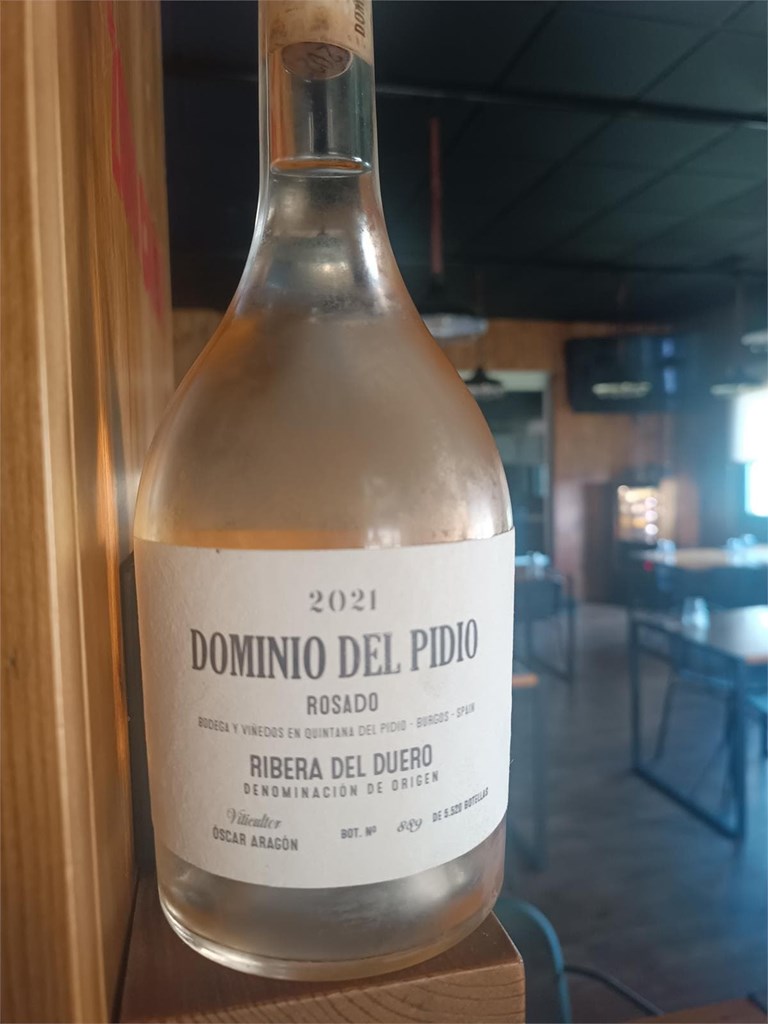 2021
DOMINIO DEL PIDIO
ROSADO
BODEGA Y VIÑEDOS EN QUINTANA DEL PIDIO - BURGOS - SPAIN
RIBERA DEL DUERO
DENOMINACIÓN DE ORIGEN
Viticultor
ÓSCAR ARAGÓN
BOT. Nº 889 DE 5.520 BOTELLAS